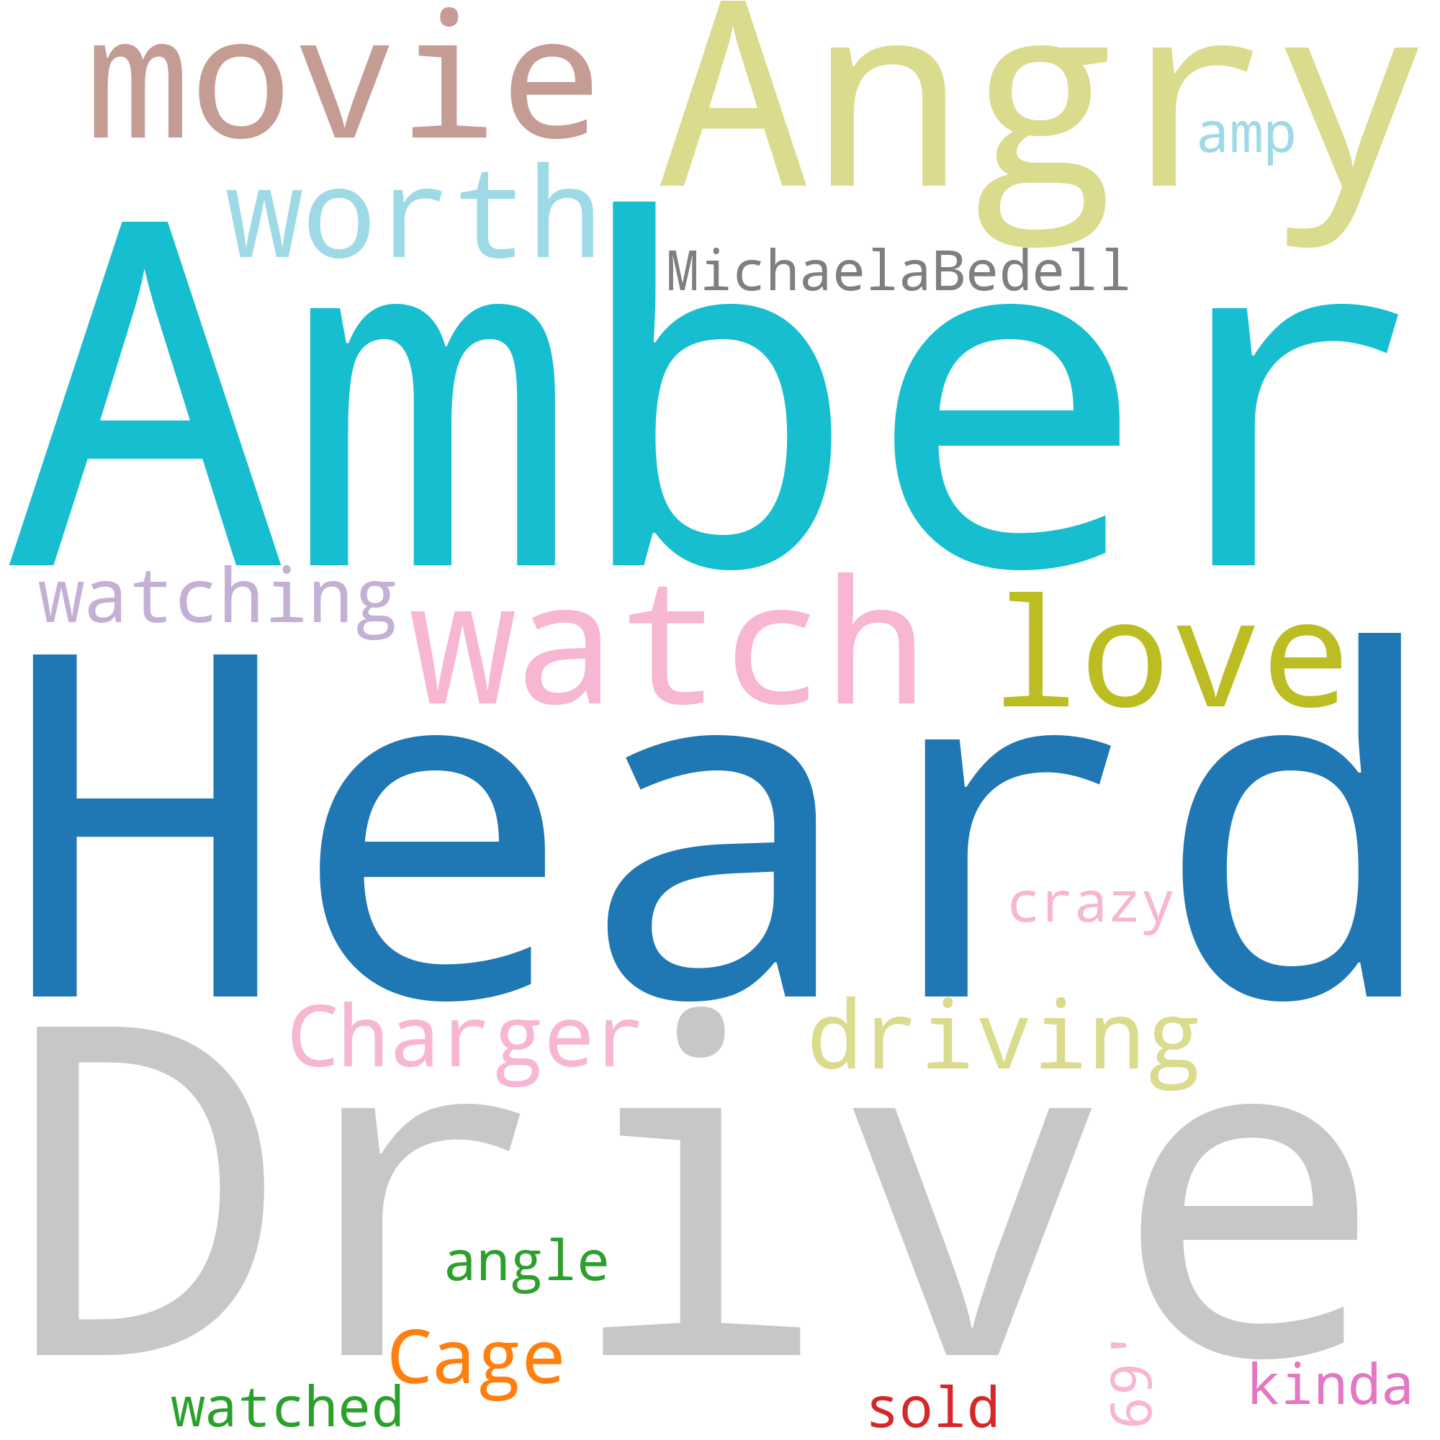 movie Angry
amp
worth
MichaelaBedell
Amber
watching watch love
Heard
crazy
Charger driving
Drive
angle
Cage
69'
kinda
watched sold